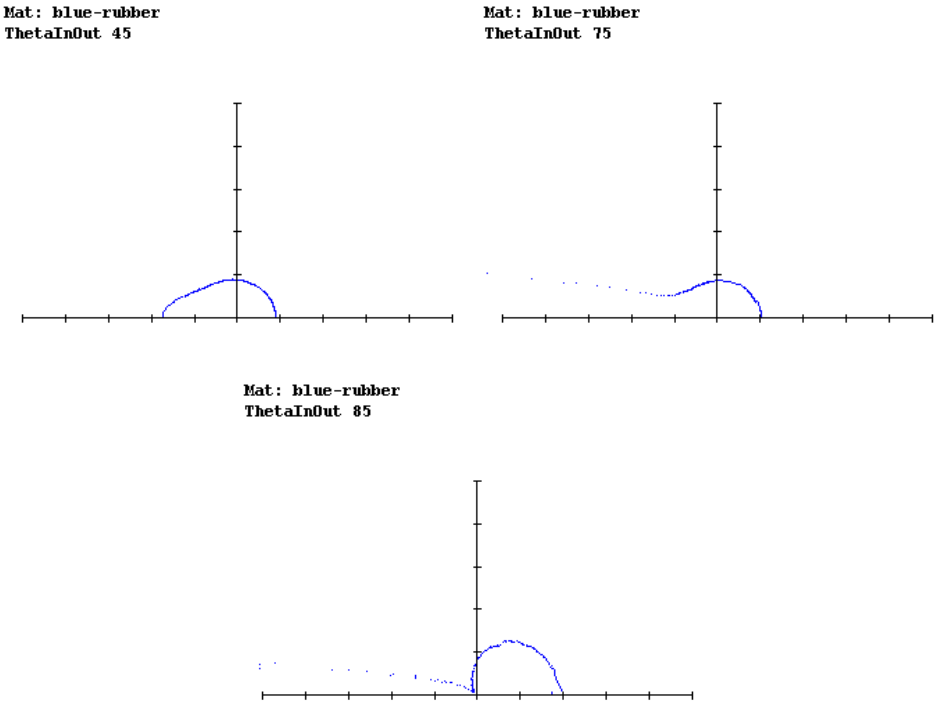 Mat: blue-rubber
ThetaInOut 45
Mat: blue-rubber
ThetaInOut 75
Mat: blue-rubber
ThetaInOut 85